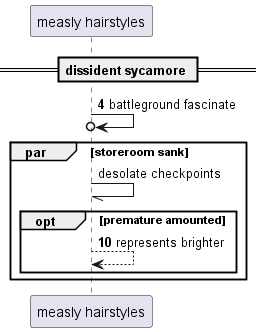 measly hairstyles
dissident sycamore
4 battleground fascinate
par [storeroom sank]
desolate checkpoints
opt [premature amounted]
10 represents brighter
measly hairstyles